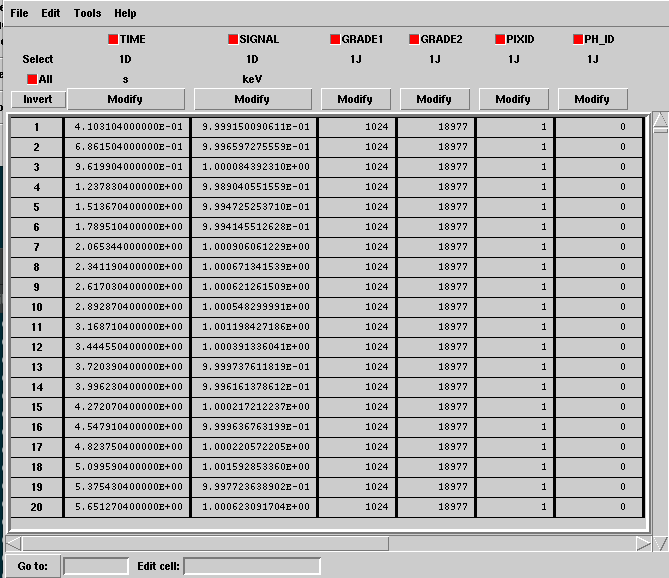 File Edit Tools Help
TIME SIGNAL GRADE1 GRADE2 PIXID PH_ID
Select 1D 1D 1J 1J 1J 1J
All s keV
Invert Modify Modify Modify Modify Modify Modify
1 4.103104000000E-01 9.999150090611E-01 1024 18977 1 0
2 6.861504000000E-01 9.996597275559E-01 1024 18977 1 0
3 9.619904000000E-01 1.000084392310E+00 1024 18977 1 0
4 1.237830400000E+00 9.989040551559E-01 1024 18977 1 0
5 1.513670400000E+00 9.994725253710E-01 1024 18977 1 0
6 1.789510400000E+00 9.994145512628E-01 1024 18977 1 0
7 2.065344000000E+00 1.000906061229E+00 1024 18977 1 0
8 2.341190400000E+00 1.000671341539E+00 1024 18977 1 0
9 2.617030400000E+00 1.000621261509E+00 1024 18977 1 0
10 2.892870400000E+00 1.000548299991E+00 1024 18977 1 0
11 3.168710400000E+00 1.001198427186E+00 1024 18977 1 0
12 3.444550400000E+00 1.000391336041E+00 1024 18977 1 0
13 3.720390400000E+00 9.999737611819E-01 1024 18977 1 0
14 3.996230400000E+00 9.996161378612E-01 1024 18977 1 0
15 4.272070400000E+00 1.000217212237E+00 1024 18977 1 0
16 4.547910400000E+00 9.999636763199E-01 1024 18977 1 0
17 4.823750400000E+00 1.000220572205E+00 1024 18977 1 0
18 5.099590400000E+00 1.001592853360E+00 1024 18977 1 0
19 5.375430400000E+00 9.997723638902E-01 1024 18977 1 0
20 5.651270400000E+00 1.000623091704E+00 1024 18977 1 0
Go to: Edit cell: